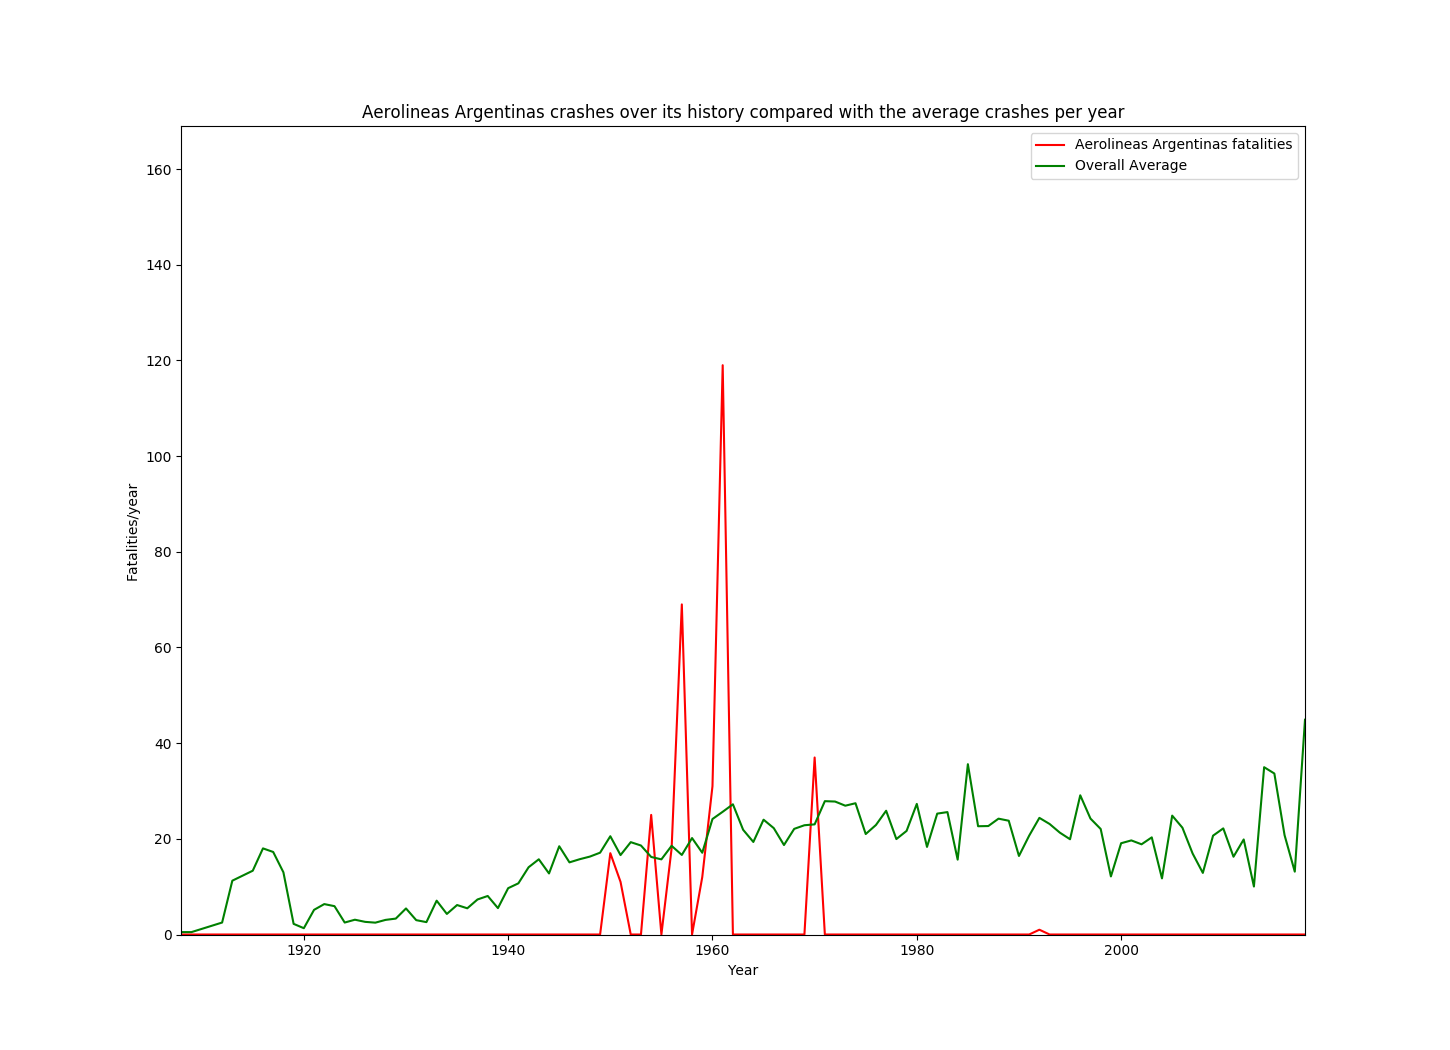 Aerolineas Argentinas crashes over its history compared with the average crashes per year
Aerolineas Argentinas fatalities
Overall Average
160
140
120
100
80
60
40
20
0
Fatalities/year
1920 1940 1960 1980 2000
Year